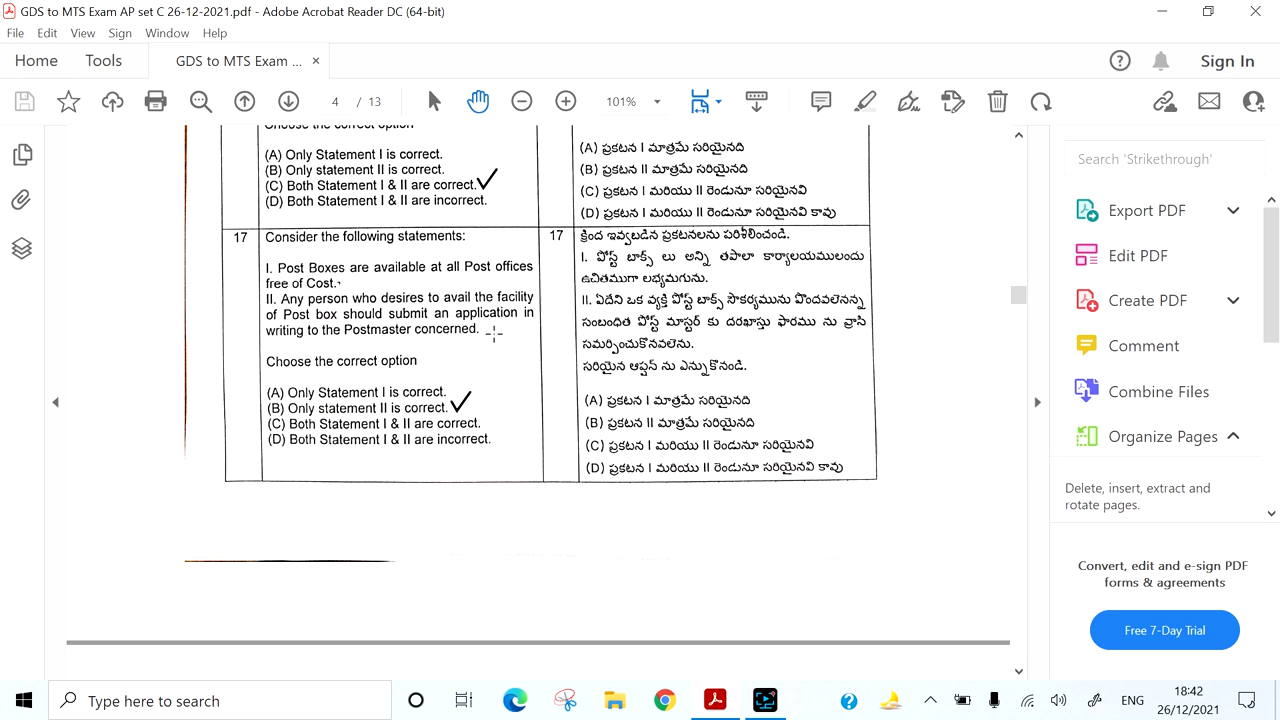 GDS to MTS Exam AP set C 26-12-2021.pdf - Adobe Acrobat Reader DC (64-bit)
File Edit View Sign Window Help
Home Tools GDS to MTS Exam ... × Sign In
4 / 13 101%
Choose the correct option
(A) Only Statement I is correct.
(B) Only statement II is correct.
(C) Both Statement I & II are correct.
(D) Both Statement I & II are incorrect.
(A) ప్రకటన I మాత్రమే సరియైనది
(B) ప్రకటన II మాత్రమే సరియైనది
(C) ప్రకటన I మరియు II రెండునూ సరియైనవి
(D) ప్రకటన I మరియు II రెండునూ సరియైనవి కావు
17 Consider the following statements:
I. Post Boxes are available at all Post offices
free of Cost.
II. Any person who desires to avail the facility
of Post box should submit an application in
writing to the Postmaster concerned.
Choose the correct option
(A) Only Statement I is correct.
(B) Only statement II is correct.
(C) Both Statement I & II are correct.
(D) Both Statement I & II are incorrect.
17 క్రింద ఇవ్వబడిన ప్రకటనలను పరిశీలించండి.
I. పోస్ట్ బాక్స్ లు అన్ని తపాలా కార్యాలయములందు
ఉచితముగా లభ్యమగును.
II. ఏదేని ఒక వ్యక్తి పోస్ట్ బాక్స్ సౌకర్యమును పొందవలెనన్న
సంబంధిత పోస్ట్ మాస్టర్ కు దరఖాస్తు ఫారము ను వ్రాసి
సమర్పించుకొనవలెను.
సరియైన ఆప్షన్ ను ఎన్నుకొనండి.
(A) ప్రకటన I మాత్రమే సరియైనది
(B) ప్రకటన II మాత్రమే సరియైనది
(C) ప్రకటన I మరియు II రెండునూ సరియైనవి
(D) ప్రకటన I మరియు II రెండునూ సరియైనవి కావు
Search 'Strikethrough'
Export PDF
Edit PDF
Create PDF
Comment
Combine Files
Organize Pages
Delete, insert, extract and
rotate pages.
Convert, edit and e-sign PDF
forms & agreements
Free 7-Day Trial
Type here to search
ENG
18:42
26/12/2021